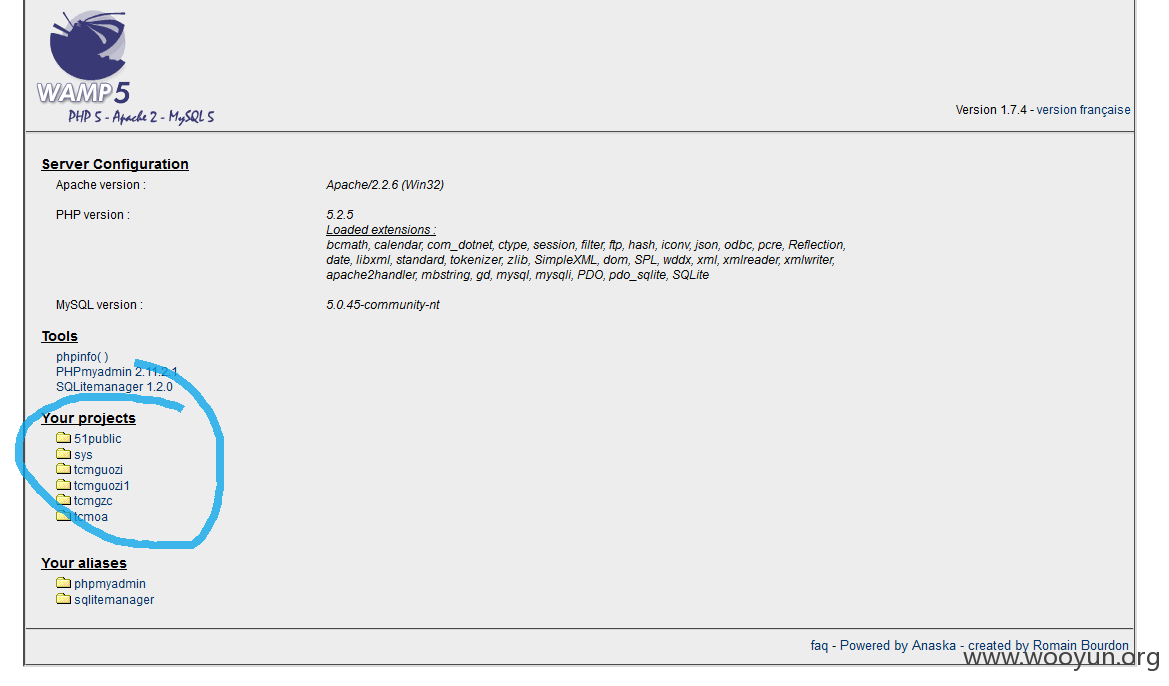 WAMP5
PHP 5 - Apache 2 - MySQL 5
Version 1.7.4 - version française
Server Configuration
Apache version :
Apache/2.2.6 (Win32)
PHP version :
5.2.5
Loaded extensions :
bcmath, calendar, com_dotnet, ctype, session, filter, ftp, hash, iconv, json, odbc, pcre, Reflection,
date, libxml, standard, tokenizer, zlib, SimpleXML, dom, SPL, wddx, xml, xmlreader, xmlwriter,
apache2handler, mbstring, gd, mysql, mysqli, PDO, pdo_sqlite, SQLite
MySQL version :
5.0.45-community-nt
Tools
phpinfo( )
PHPmyadmin 2.11.2.1
SQLitemanager 1.2.0
Your projects
51public
sys
tcmguozi
tcmguozi1
tcmgzc
tcmoa
Your aliases
phpmyadmin
sqlitemanager
faq - Powered by Anaska - created by Romain Bourdon
www.wooyun.org